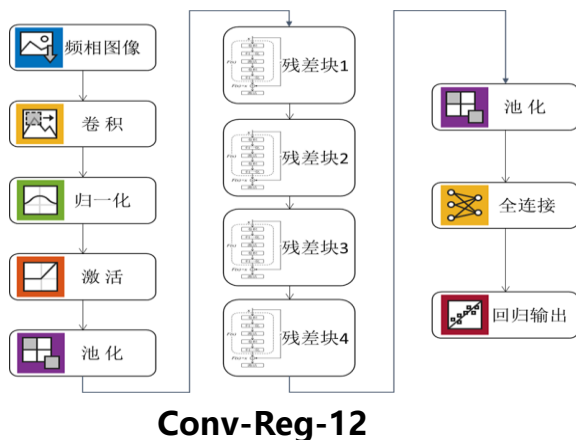 频相图像
卷 积
归一化
激 活
池 化
残差块1
残差块2
残差块3
残差块4
池 化
全连接
回归输出
Conv-Reg-12